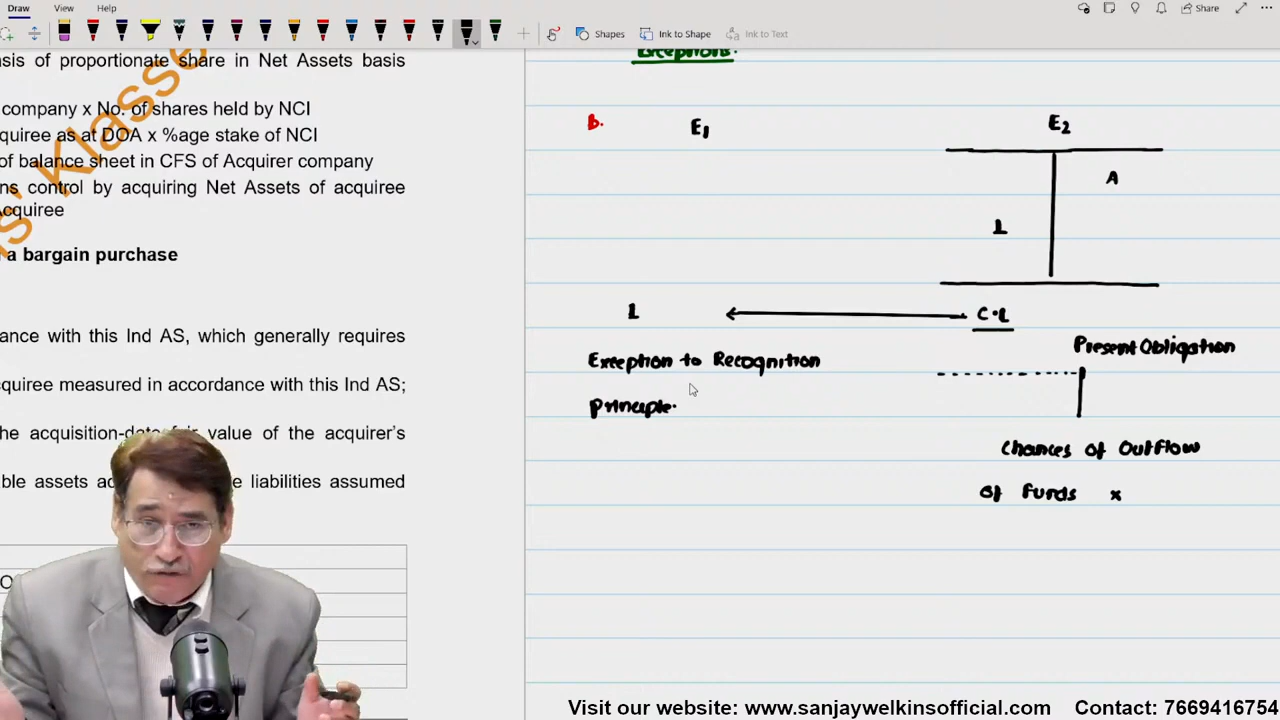 Draw View Help
Share
Shapes Ink to Shape Ink to Text
sis of proportionate share in Net Assets basis
company x No. of shares held by NCI
quiree as at DOA x %age stake of NCI
of balance sheet in CFS of Acquirer company
ns control by acquiring Net Assets of acquiree
Acquiree
a bargain purchase
ance with this Ind AS, which generally requires
cquiree measured in accordance with this Ind AS;
he acquisition-date fair value of the acquirer's
ble assets liabilities assumed
Klasse
Exceptions.
B. E1 E2
A
L
L C.L
Present Obligation
Exception to Recognition
Principle.
Chances of Outflow
of Funds x
Visit our website: www.sanjaywelkinsofficial.com Contact: 7669416754